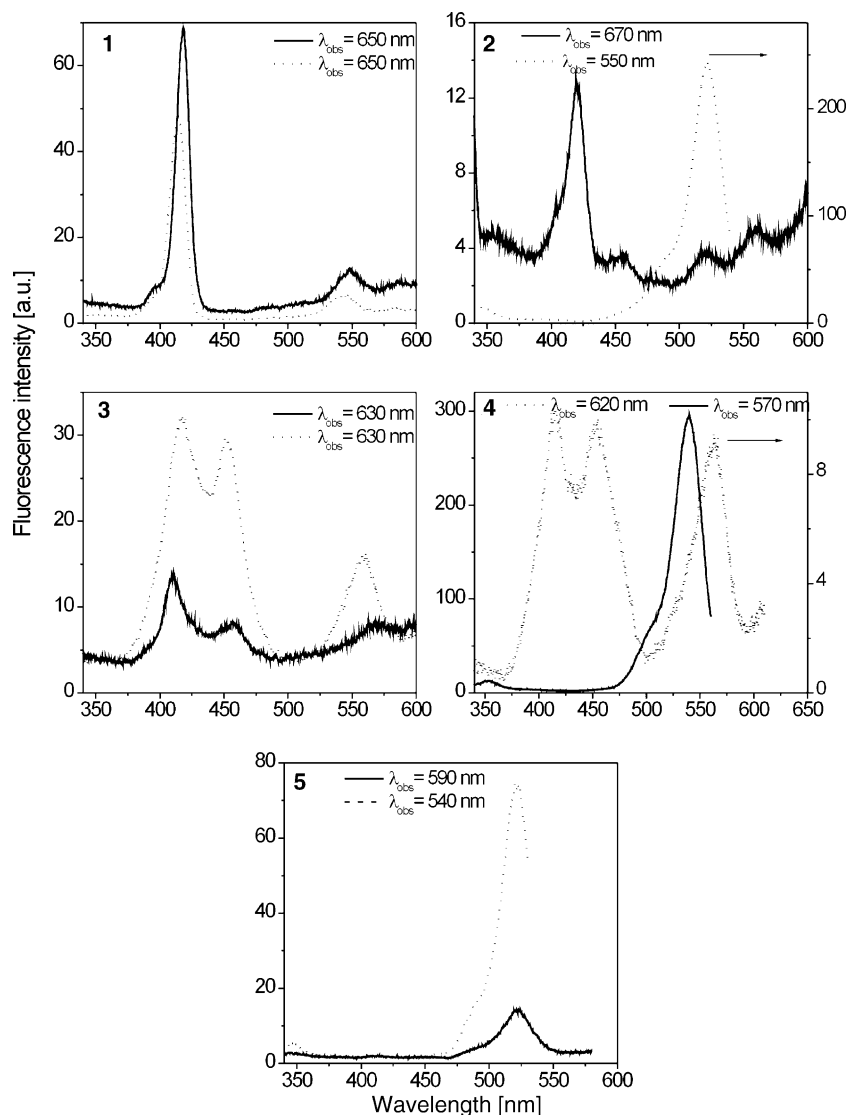 Fluorescence intensity [a.u.]
1
λobs= 650 nm
λobs= 650 nm
60
40
20
0
350 400 450 500 550 600
2
λobs= 670 nm
λobs= 550 nm
16
12
8
4
0
200
100
0
350 400 450 500 550 600
3
λobs= 630 nm
λobs= 630 nm
30
20
10
0
350 400 450 500 550 600
4
λobs= 620 nm λobs= 570 nm
300
200
100
0
8
4
0
350 400 450 500 550 600 650
5
λobs= 590 nm
λobs= 540 nm
80
60
40
20
0
350 400 450 500 550 600
Wavelength [nm]